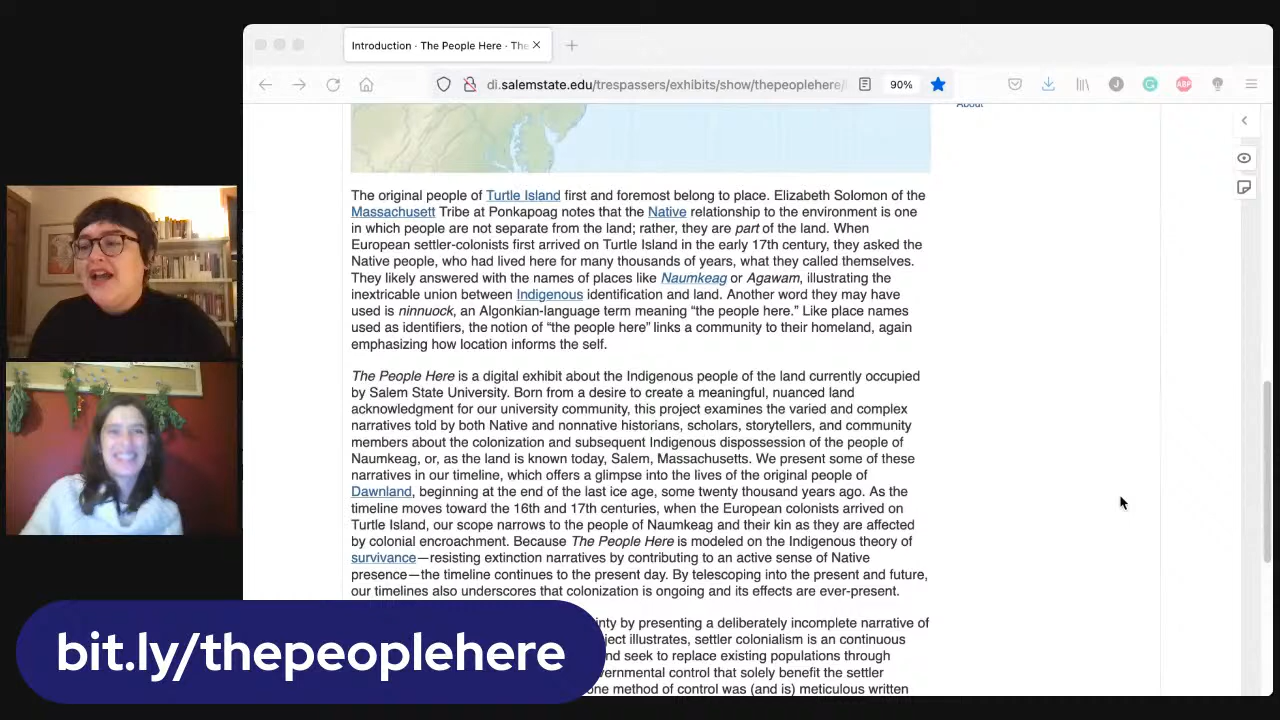 Introduction · The People Here · The
di.salemstate.edu/trespassers/exhibits/show/thepeoplehere/
90%
ABP
J
About
The original people of Turtle Island first and foremost belong to place. Elizabeth Solomon of the
Massachusett Tribe at Ponkapoag notes that the Native relationship to the environment is one
in which people are not separate from the land; rather, they are part of the land. When
European settler-colonists first arrived on Turtle Island in the early 17th century, they asked the
Native people, who had lived here for many thousands of years, what they called themselves.
They likely answered with the names of places like Naumkeag or Agawam, illustrating the
inextricable union between Indigenous identification and land. Another word they may have
used is ninnuock, an Algonkian-language term meaning “the people here.” Like place names
used as identifiers, the notion of “the people here” links a community to their homeland, again
emphasizing how location informs the self.
The People Here is a digital exhibit about the Indigenous people of the land currently occupied
by Salem State University. Born from a desire to create a meaningful, nuanced land
acknowledgment for our university community, this project examines the varied and complex
narratives told by both Native and nonnative historians, scholars, storytellers, and community
members about the colonization and subsequent Indigenous dispossession of the people of
Naumkeag, or, as the land is known today, Salem, Massachusetts. We present some of these
narratives in our timeline, which offers a glimpse into the lives of the original people of
Dawnland, beginning at the end of the last ice age, some twenty thousand years ago. As the
timeline moves toward the 16th and 17th centuries, when the European colonists arrived on
Turtle Island, our scope narrows to the people of Naumkeag and their kin as they are affected
by colonial encroachment. Because The People Here is modeled on the Indigenous theory of
survivance—resisting extinction narratives by contributing to an active sense of Native
presence—the timeline continues to the present day. By telescoping into the present and future,
our timelines also underscores that colonization is ongoing and its effects are ever-present.
by presenting a deliberately incomplete narrative of
illustrates, settler colonialism is an continuous
seek to replace existing populations through
control that solely benefit the settler
one method of control was (and is) meticulous written
bit.ly/thepeoplehere